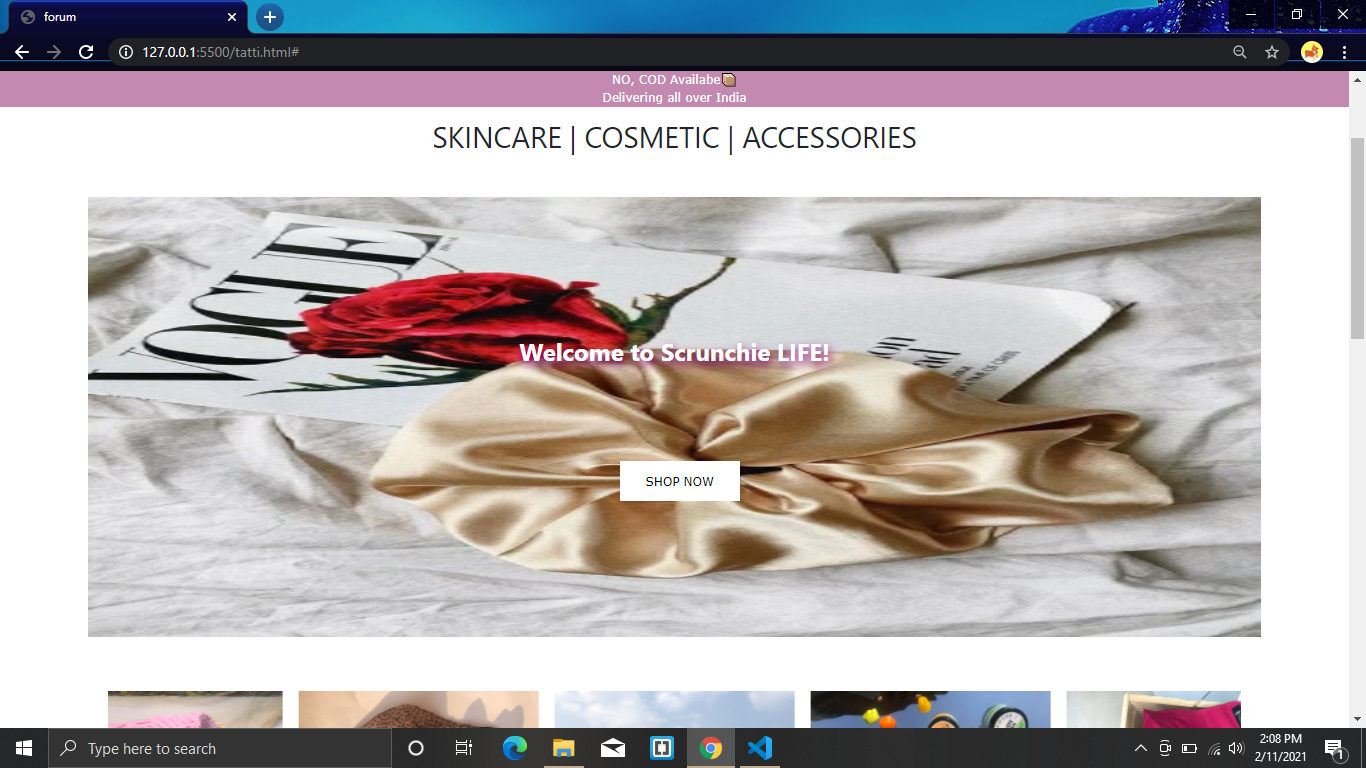 forum
127.0.0.1:5500/tatti.html#
NO, COD Availabe
Delivering all over India
SKINCARE | COSMETIC | ACCESSORIES
VOGUE
Welcome to Scrunchie LIFE!
SHOP NOW
Type here to search
2:08 PM
2/11/2021
1